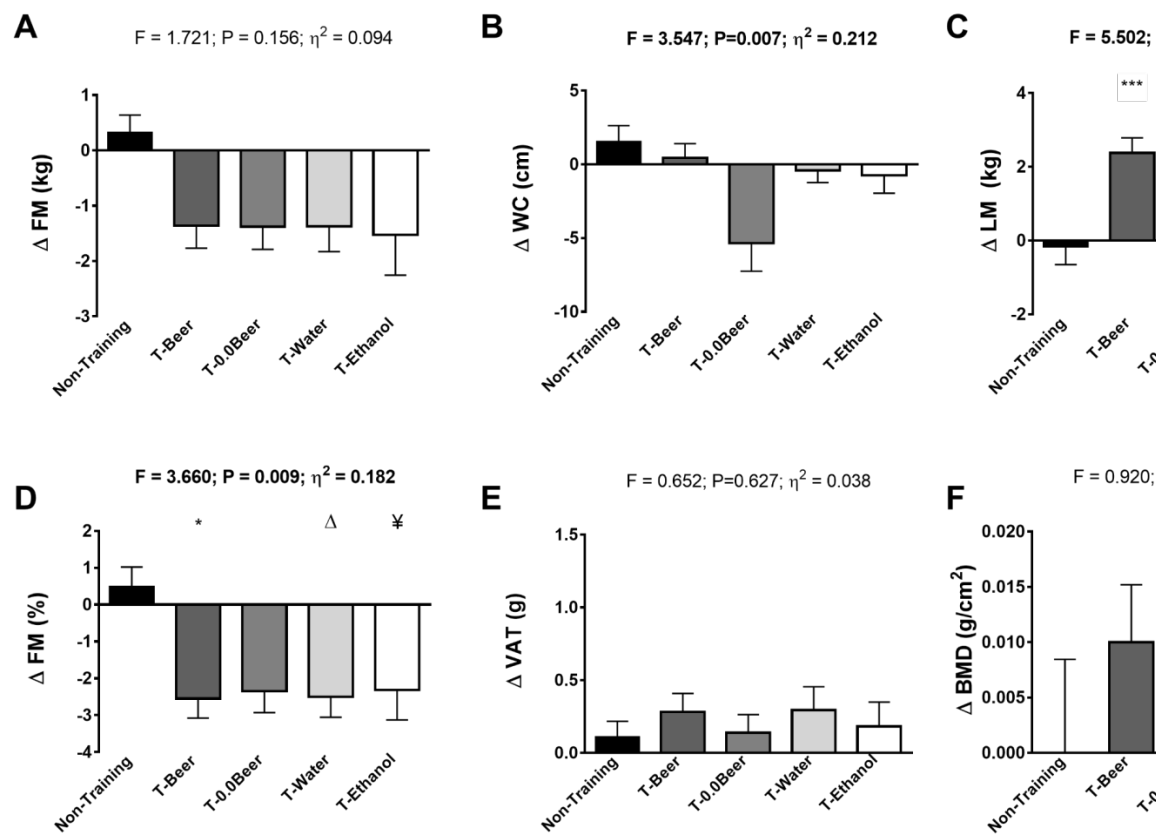 A
F = 1.721; P = 0.156; η² = 0.094
Δ FM (kg)
1
0
-1
-2
-3
Non-Training
T-Beer
T-0.0Beer
T-Water
T-Ethanol
B
F = 3.547; P=0.007; η² = 0.212
Δ WC (cm)
5
0
-5
-10
Non-Training
T-Beer
T-0.0Beer
T-Water
T-Ethanol
C
F = 5.502;
***
Δ LM (kg)
4
2
0
-2
Non-Training
T-Beer
T-0
D
F = 3.660; P = 0.009; η² = 0.182
* Δ ¥
Δ FM (%)
2
1
0
-1
-2
-3
-4
Non-Training
T-Beer
T-0.0Beer
T-Water
T-Ethanol
E
F = 0.652; P=0.627; η² = 0.038
Δ VAT (g)
1.5
1.0
0.5
0.0
Non-Training
T-Beer
T-0.0Beer
T-Water
T-Ethanol
F
F = 0.920;
Δ BMD (g/cm²)
0.020
0.015
0.010
0.005
0.000
Non-Training
T-Beer
T-0